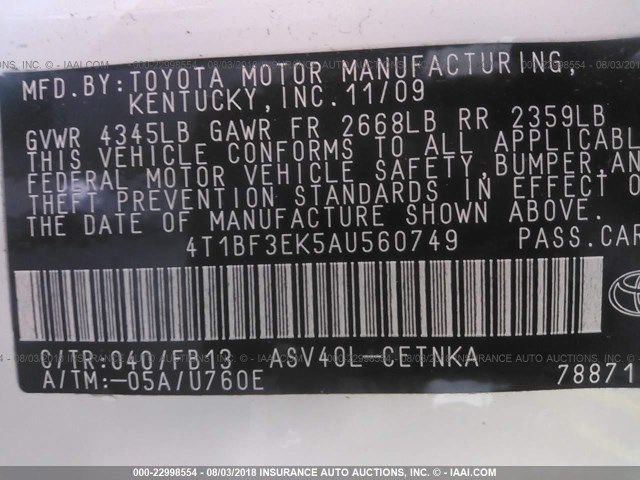 MFD.BY: TOYOTA MOTOR MANUFACTURING,
KENTUCKY, INC. 11/09
GVWR 4345LB GAWR FR 2668LB RR 2359LB
THIS VEHICLE CONFORMS TO ALL APPLICABL
FEDERAL MOTOR VEHICLE SAFETY, BUMPER, AN
THEFT PREVENTION STANDARDS IN EFFECT O
THE DATE OF MANUFACTURE SHOWN ABOVE.
4T1BF3EK5AU560749 PASS.CAR
C/TR:040/FB13 ASV40L-CETNKA
A/TM:-05A/U760E
78871
000-22998554 - 08/03/2018 INSURANCE AUTO AUCTIONS, INC. - IAAI.COM